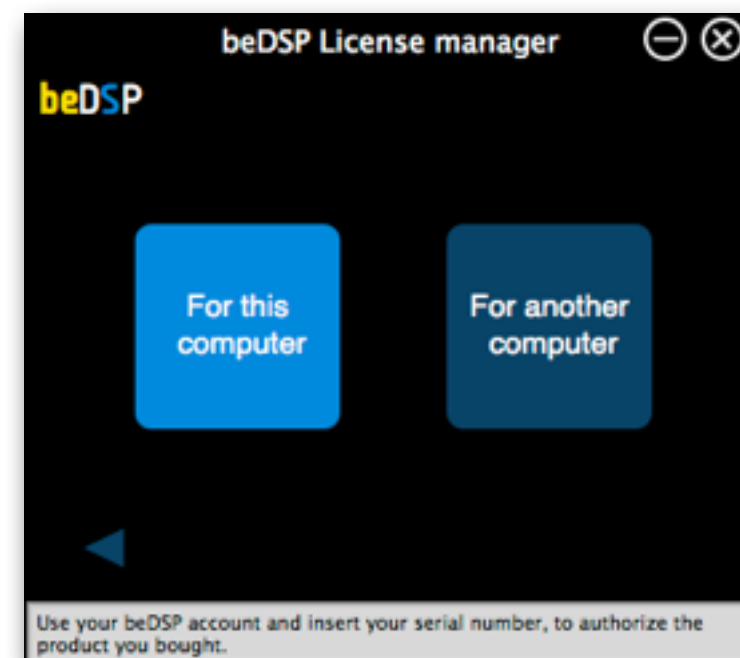 beDSP License manager
beDSP
For this
computer
For another
computer
Use your beDSP account and insert your serial number, to authorize the
product you bought.